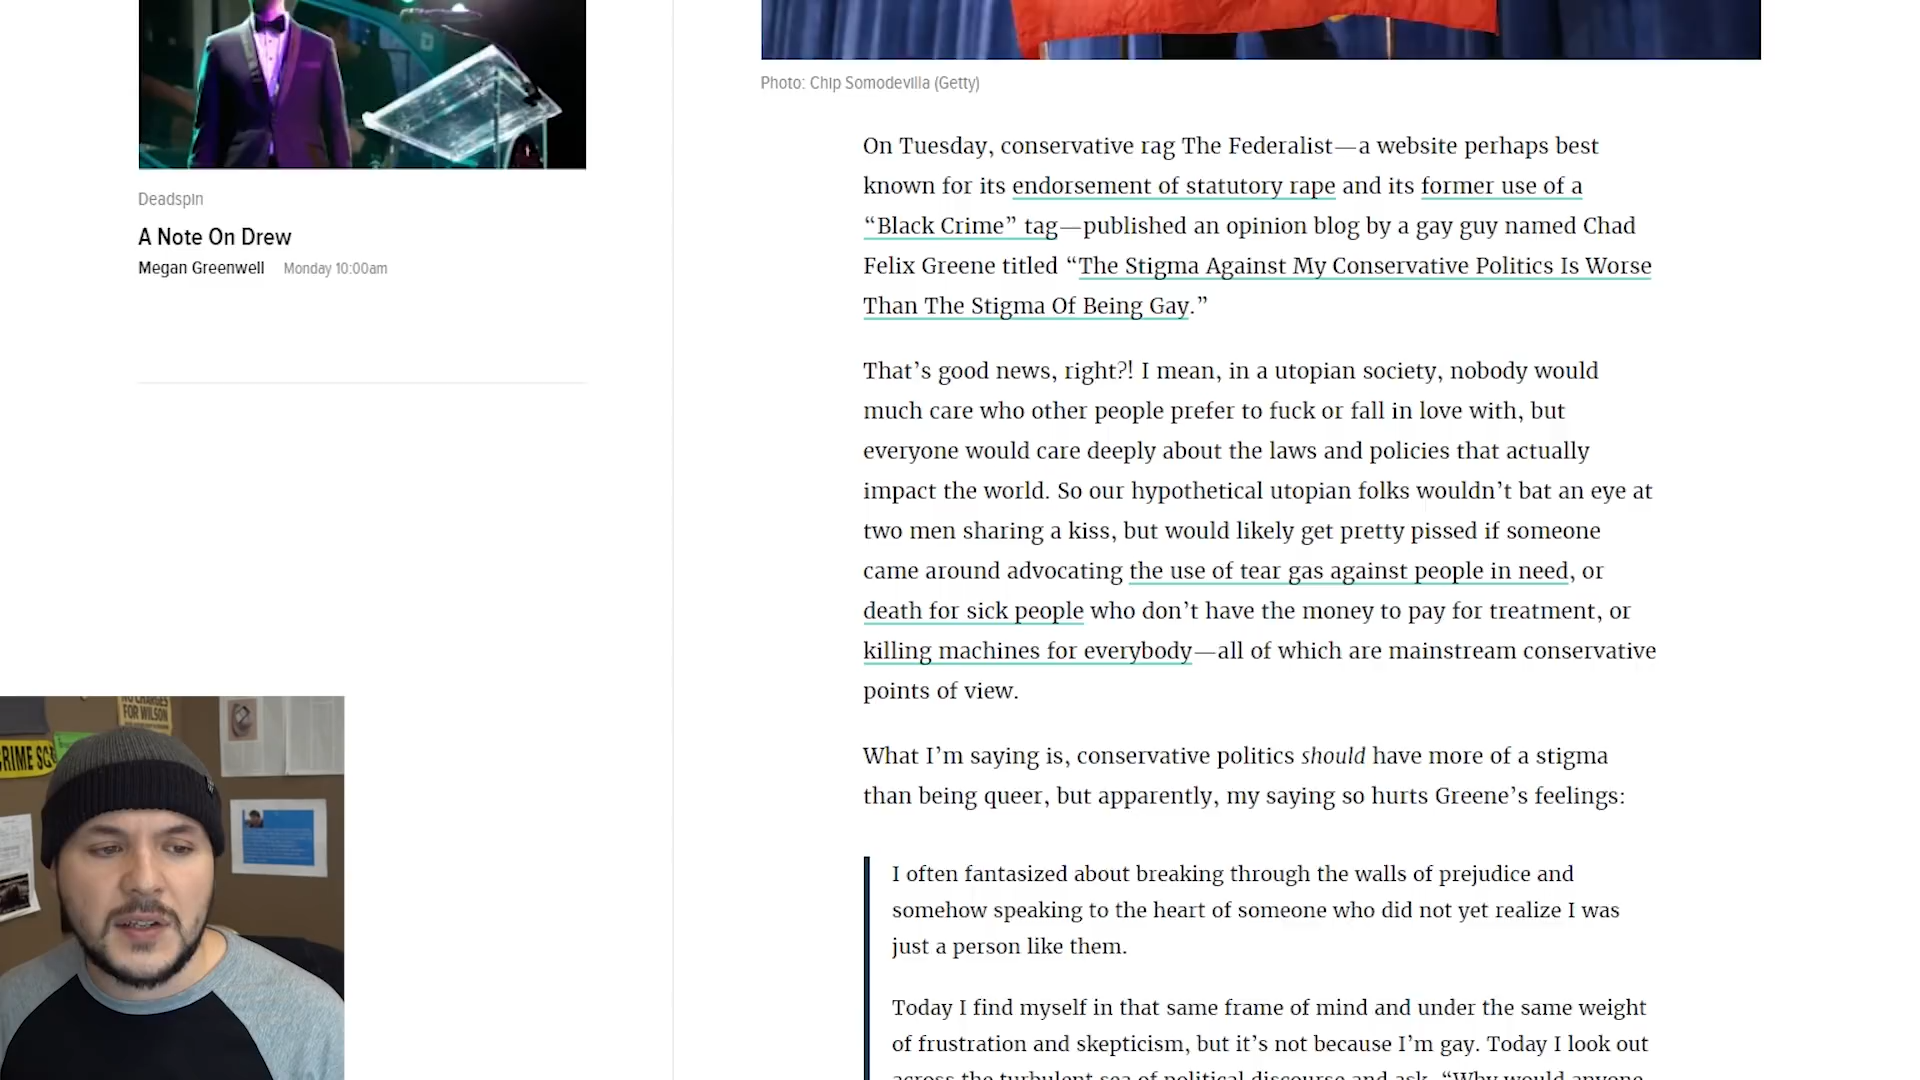 Deadspin
A Note On Drew
Megan Greenwell Monday 10:00am
Photo: Chip Somodevilla (Getty)
On Tuesday, conservative rag The Federalist—a website perhaps best
known for its endorsement of statutory rape and its former use of a
“Black Crime” tag—published an opinion blog by a gay guy named Chad
Felix Greene titled “The Stigma Against My Conservative Politics Is Worse
Than The Stigma Of Being Gay.”
That’s good news, right?! I mean, in a utopian society, nobody would
much care who other people prefer to fuck or fall in love with, but
everyone would care deeply about the laws and policies that actually
impact the world. So our hypothetical utopian folks wouldn’t bat an eye at
two men sharing a kiss, but would likely get pretty pissed if someone
came around advocating the use of tear gas against people in need, or
death for sick people who don’t have the money to pay for treatment, or
killing machines for everybody—all of which are mainstream conservative
points of view.
What I’m saying is, conservative politics should have more of a stigma
than being queer, but apparently, my saying so hurts Greene’s feelings:
I often fantasized about breaking through the walls of prejudice and
somehow speaking to the heart of someone who did not yet realize I was
just a person like them.
Today I find myself in that same frame of mind and under the same weight
of frustration and skepticism, but it’s not because I’m gay. Today I look out
across the turbulent sea of political discourse and ask, “Why would anyone
NO CHARGES
FOR WILSON
CRIME SC